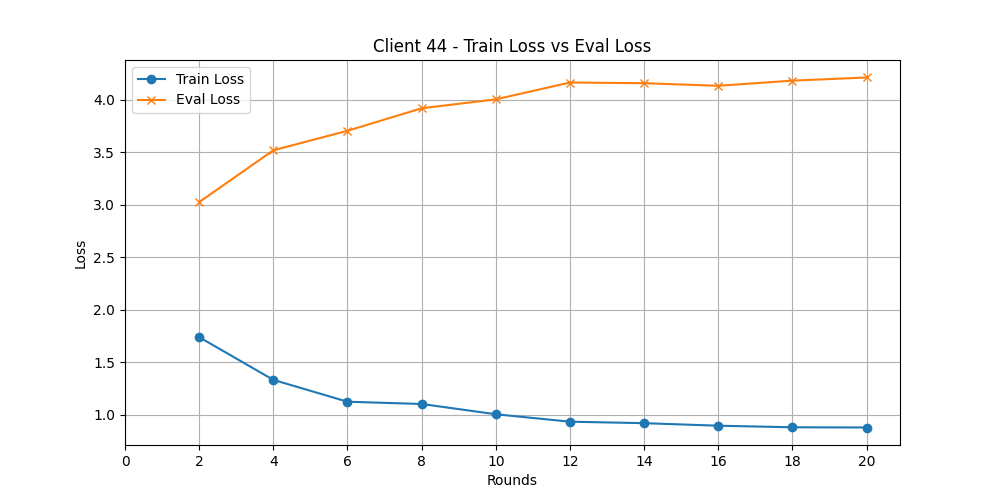 Client 44 - Train Loss vs Eval Loss
Train Loss
Eval Loss
4.0
3.5
3.0
2.5
2.0
1.5
1.0
Loss
0 2 4 6 8 10 12 14 16 18 20
Rounds